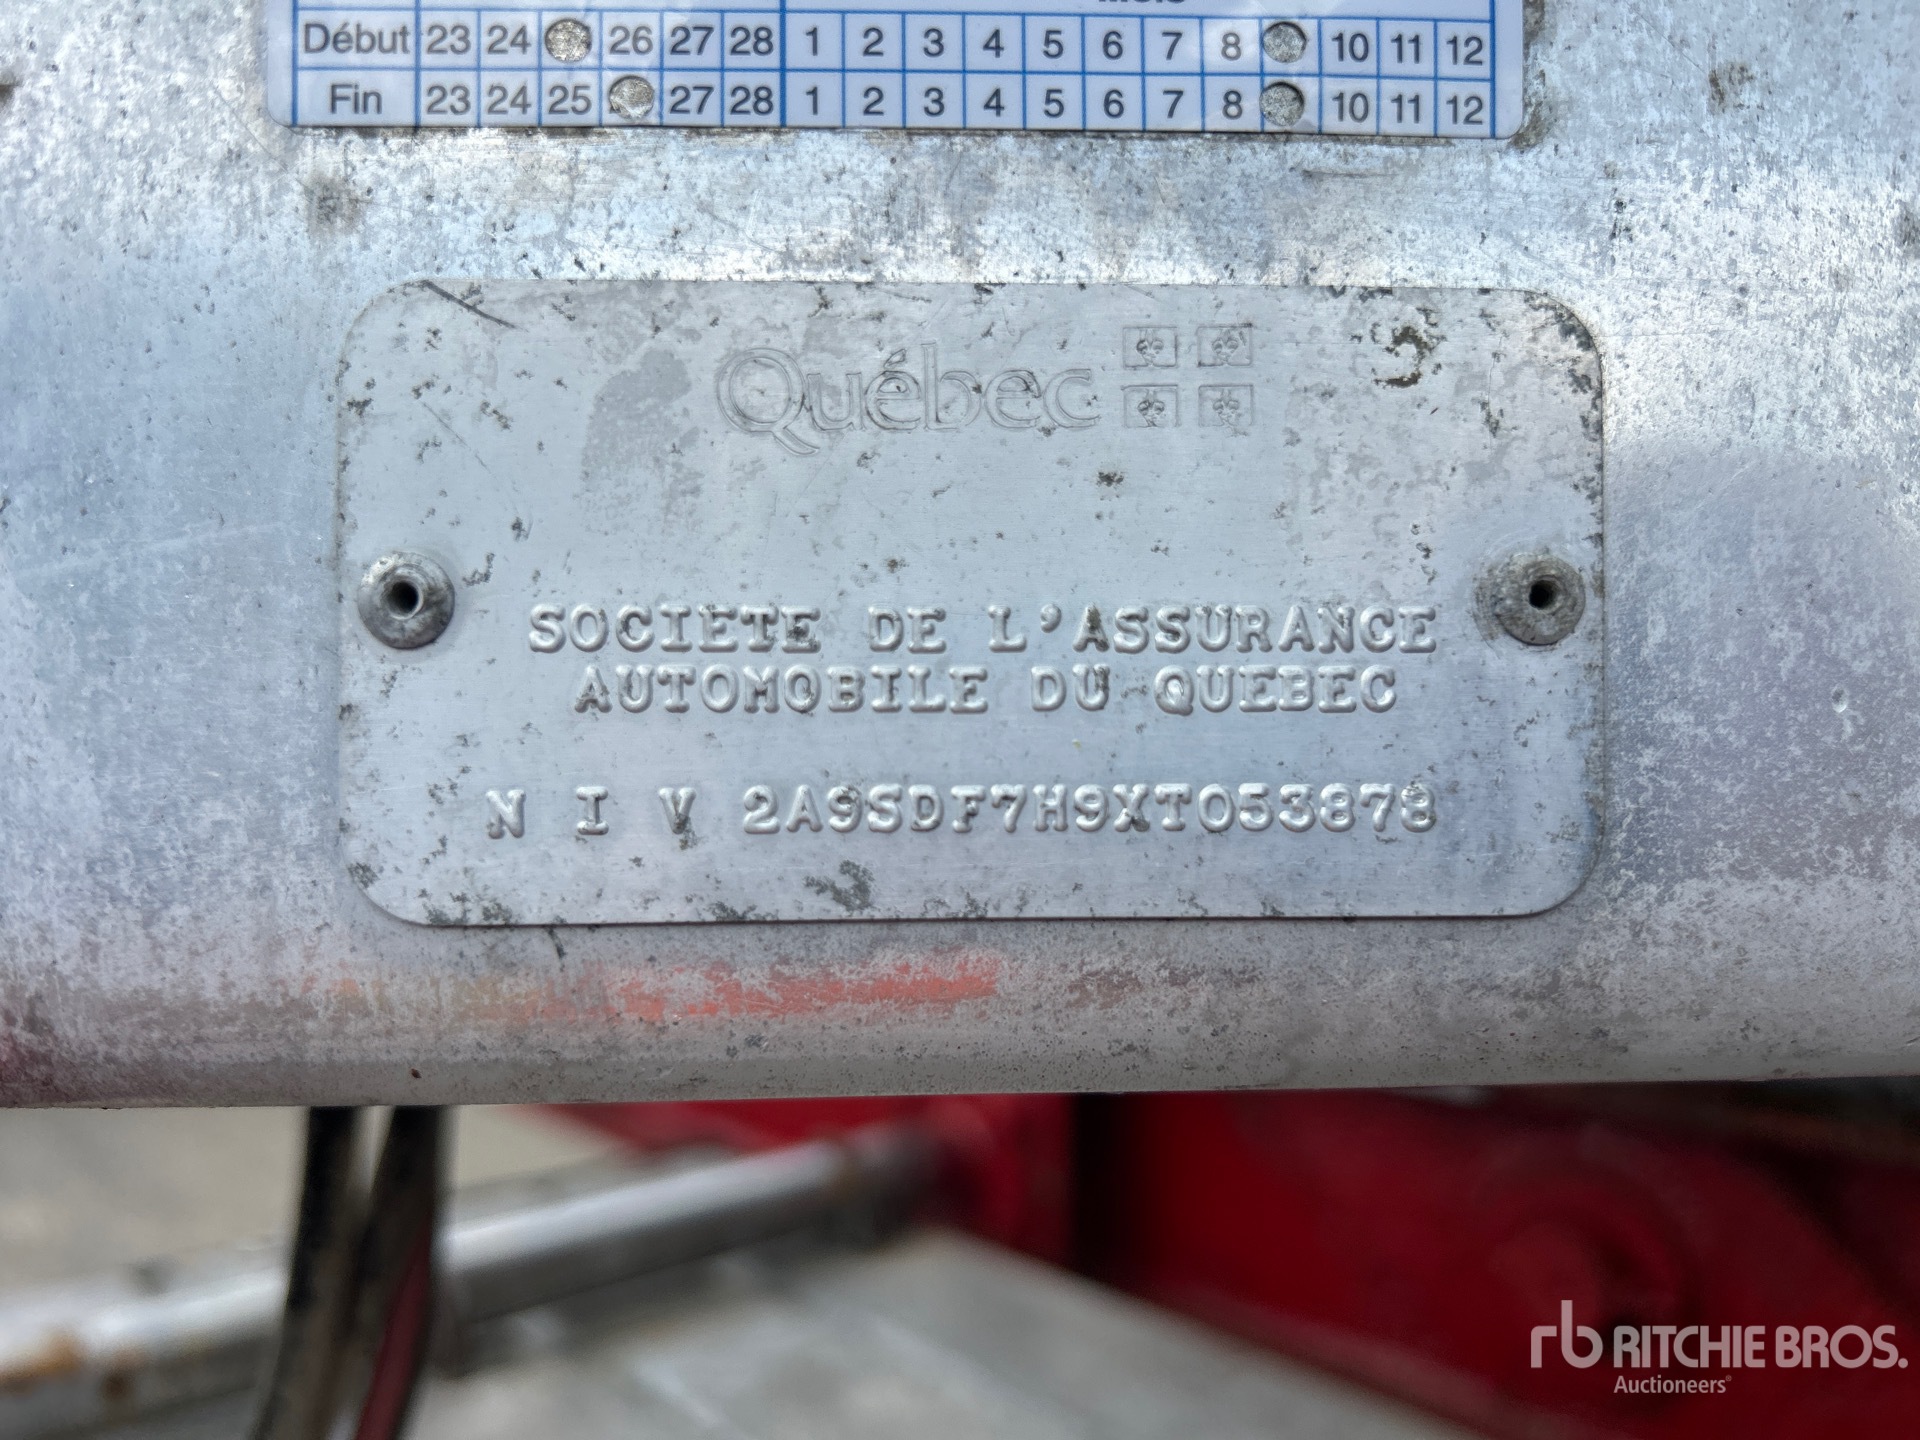 Début 23 24 26 27 28 1 2 3 4 5 6 7 8 10 11 12
Fin 23 24 25 27 28 1 2 3 4 5 6 7 8 10 11 12
Québec
SOCIETE DE L'ASSURANCE
AUTOMOBILE DU QUEBEC
N I V 2A9SDF7H9XT053878
rb RITCHIE BROS.
Auctioneers